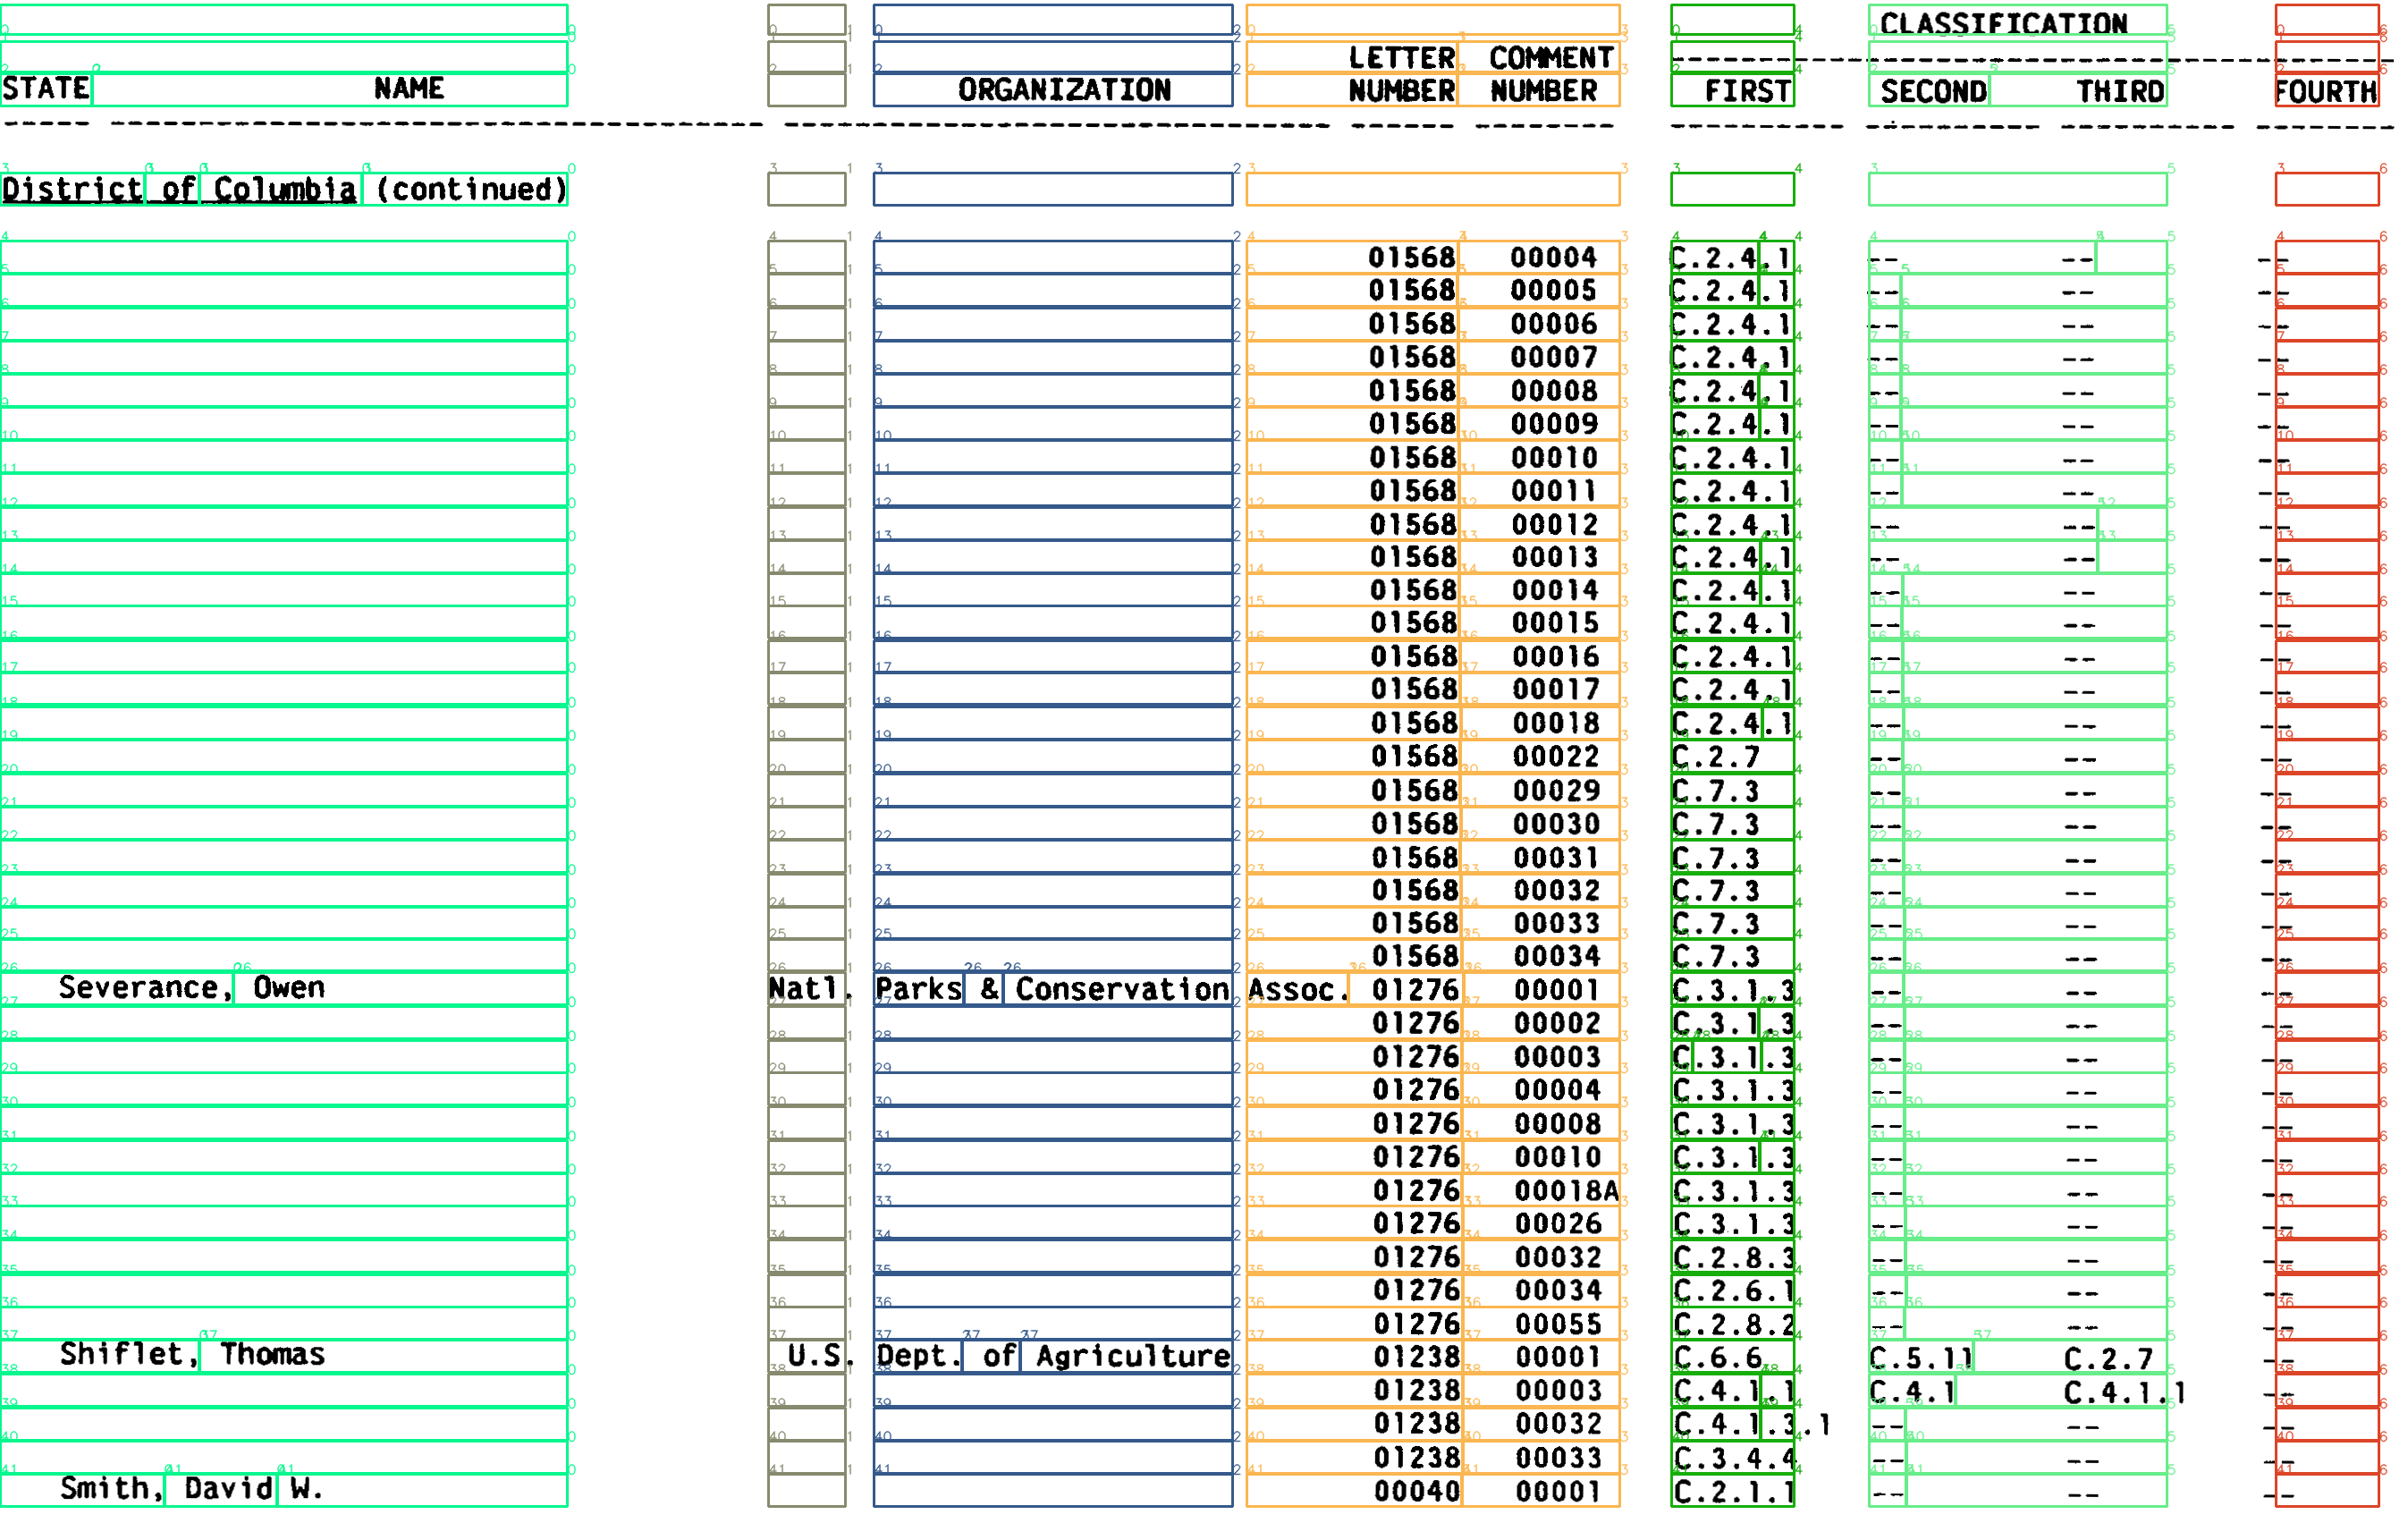 CLASSIFICATION
LETTER COMMENT
STATE NAME ORGANIZATION NUMBER NUMBER FIRST SECOND THIRD FOURTH
District of Columbia (continued)
01568 00004 C.2.4.1 -- -- --
01568 00005 C.2.4.1 -- -- --
01568 00006 C.2.4.1 -- -- --
01568 00007 C.2.4.1 -- -- --
01568 00008 C.2.4.1 -- -- --
01568 00009 C.2.4.1 -- -- --
01568 00010 C.2.4.1 -- -- --
01568 00011 C.2.4.1 -- -- --
01568 00012 C.2.4.1 -- -- --
01568 00013 C.2.4.1 -- -- --
01568 00014 C.2.4.1 -- -- --
01568 00015 C.2.4.1 -- -- --
01568 00016 C.2.4.1 -- -- --
01568 00017 C.2.4.1 -- -- --
01568 00018 C.2.4.1 -- -- --
01568 00022 C.2.7 -- -- --
01568 00029 C.7.3 -- -- --
01568 00030 C.7.3 -- -- --
01568 00031 C.7.3 -- -- --
01568 00032 C.7.3 -- -- --
01568 00033 C.7.3 -- -- --
01568 00034 C.7.3 -- -- --
Severance, Owen Natl. Parks & Conservation Assoc. 01276 00001 C.3.1.3 -- -- --
01276 00002 C.3.1.3 -- -- --
01276 00003 C.3.1.3 -- -- --
01276 00004 C.3.1.3 -- -- --
01276 00008 C.3.1.3 -- -- --
01276 00010 C.3.1.3 -- -- --
01276 00018A C.3.1.3 -- -- --
01276 00026 C.3.1.3 -- -- --
01276 00032 C.2.8.3 -- -- --
01276 00034 C.2.6.1 -- -- --
01276 00055 C.2.8.2 -- -- --
Shiflet, Thomas U.S. Dept. of Agriculture 01238 00001 C.6.6 C.5.11 C.2.7 --
01238 00003 C.4.1.1 C.4.1 C.4.1.1 --
01238 00032 C.4.1.3.1 -- -- --
01238 00033 C.3.4.4 -- -- --
Smith, David W. 00040 00001 C.2.1.1 -- -- --